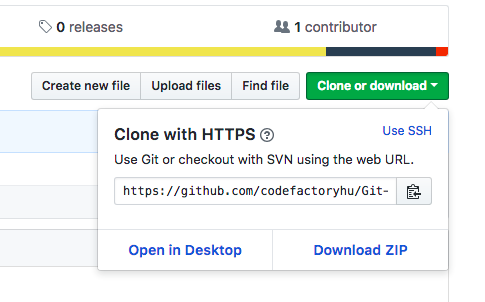 0 releases
1 contributor
Create new file
Upload files
Find file
Clone or download
Clone with HTTPS
Use SSH
Use Git or checkout with SVN using the web URL.
https://github.com/codefactoryhu/Git-
Open in Desktop
Download ZIP